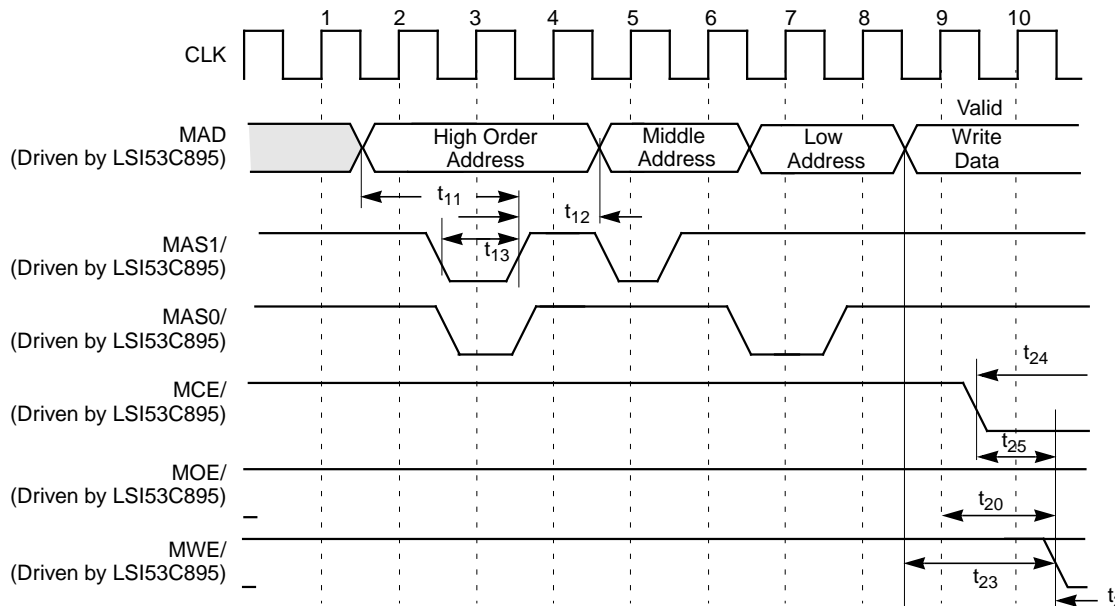 1 2 3 4 5 6 7 8 9 10
CLK
Valid
MAD
(Driven by LSI53C895)
High Order
Address
Middle
Address
Low
Address
Write
Data
t11
t12
MAS1/
(Driven by LSI53C895)
t13
MAS0/
(Driven by LSI53C895)
t24
MCE/
(Driven by LSI53C895)
t25
MOE/
(Driven by LSI53C895)
t20
MWE/
(Driven by LSI53C895)
t23
t